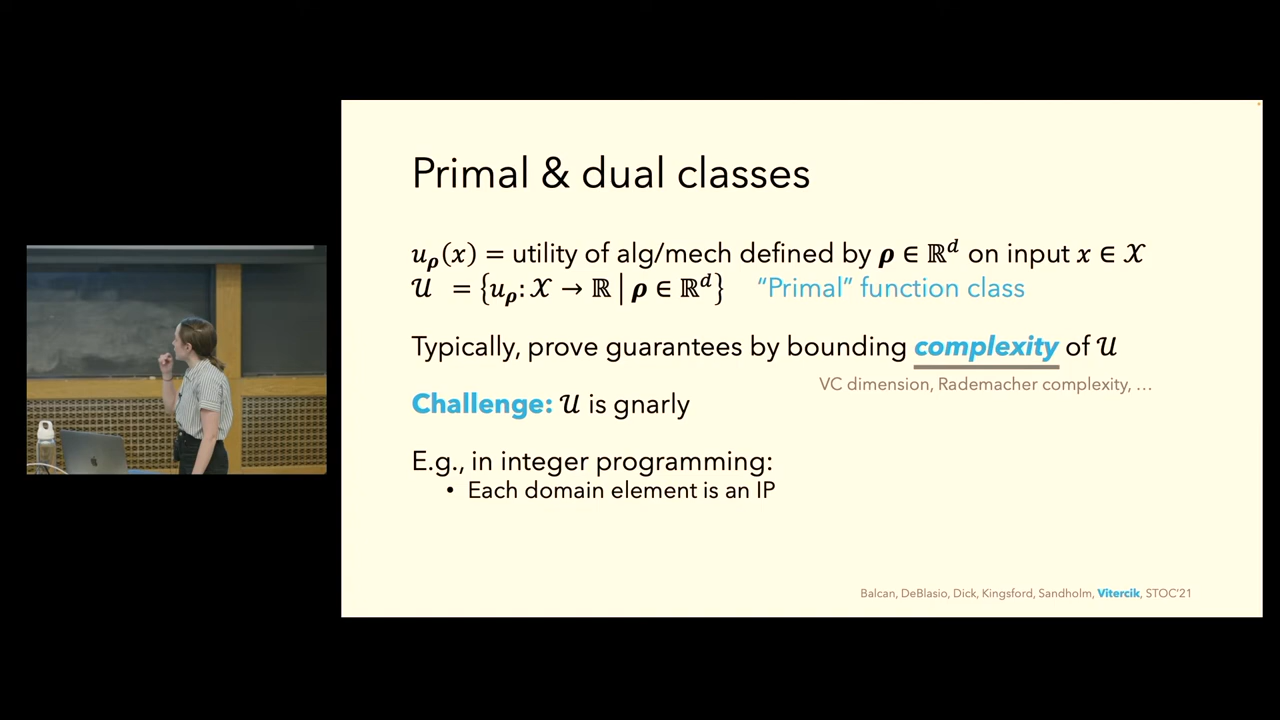 Primal & dual classes
u_ρ(x) = utility of alg/mech defined by ρ ∈ ℝ^d on input x ∈ 𝒳
𝒰 = {u_ρ: 𝒳 → ℝ | ρ ∈ ℝ^d} “Primal” function class
Typically, prove guarantees by bounding complexity of 𝒰
VC dimension, Rademacher complexity, …
Challenge: 𝒰 is gnarly
E.g., in integer programming:
• Each domain element is an IP
Balcan, DeBlasio, Dick, Kingsford, Sandholm, Vitercik, STOC’21